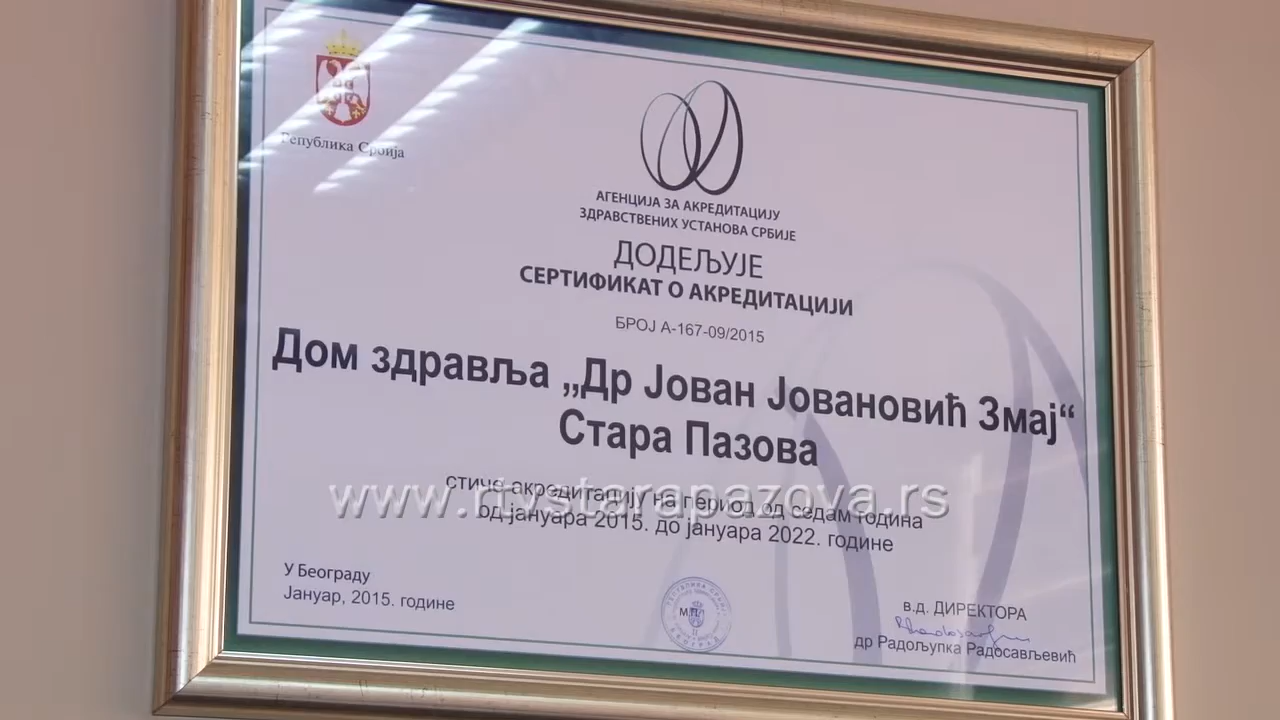 Република Србија
АГЕНЦИЈА ЗА АКРЕДИТАЦИЈУ
ЗДРАВСТВЕНИХ УСТАНОВА СРБИЈЕ
ДОДЕЉУЈЕ
СЕРТИФИКАТ О АКРЕДИТАЦИЈИ
БРОЈ А-167-09/2015
Дом здравља „Др Јован Јовановић Змај“
Стара Пазова
стиче акредитацију на период од седам година
од јануара 2015. до јануара 2022. године
www.rtvstarapazova.rs
У Београду
Јануар, 2015. године
М.П.
в.д. ДИРЕКТОРА
др Радољупка Радосављевић